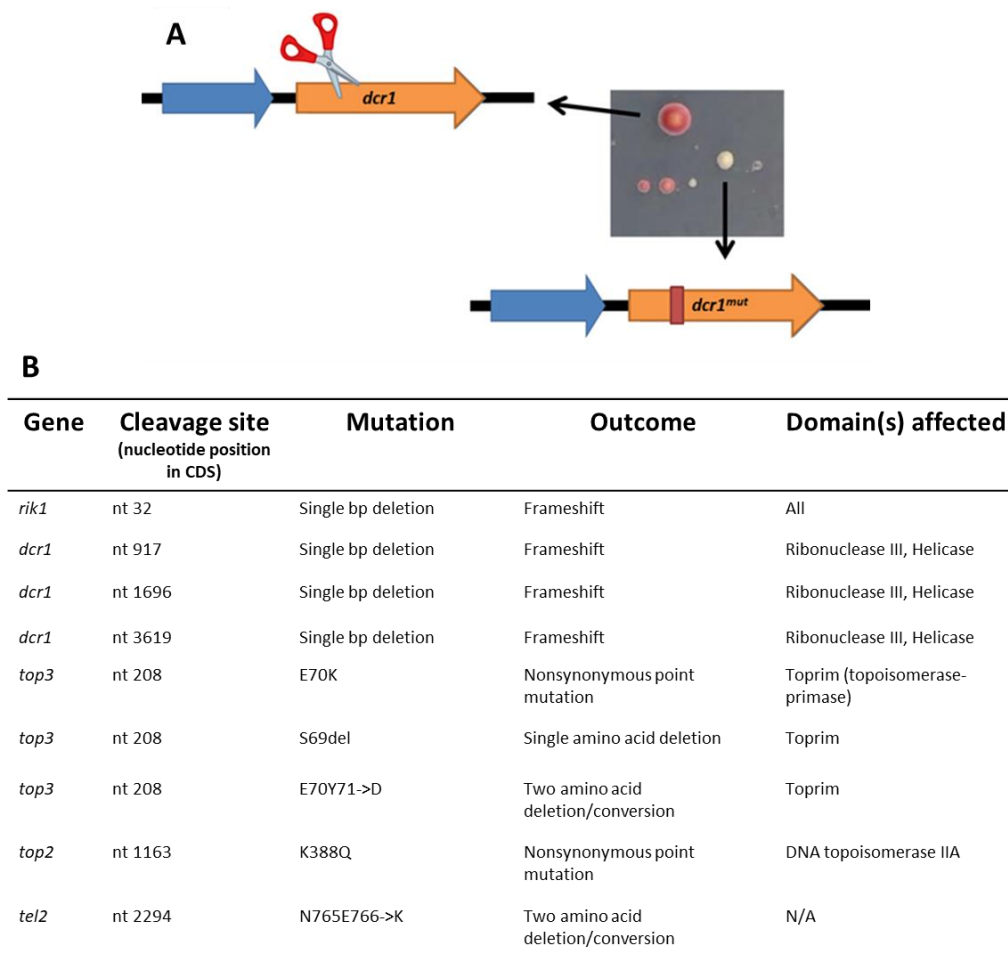 A
dcr1
dcr1mut
B
Gene Cleavage site Mutation Outcome Domain(s) affected
(nucleotide position
in CDS)
rik1 nt 32 Single bp deletion Frameshift All
dcr1 nt 917 Single bp deletion Frameshift Ribonuclease III, Helicase
dcr1 nt 1696 Single bp deletion Frameshift Ribonuclease III, Helicase
dcr1 nt 3619 Single bp deletion Frameshift Ribonuclease III, Helicase
top3 nt 208 E70K Nonsynonymous point Toprim (topoisomerase-
mutation primase)
top3 nt 208 S69del Single amino acid deletion Toprim
top3 nt 208 E70Y71->D Two amino acid Toprim
deletion/conversion
top2 nt 1163 K388Q Nonsynonymous point DNA topoisomerase IIA
mutation
tel2 nt 2294 N765E766->K Two amino acid N/A
deletion/conversion